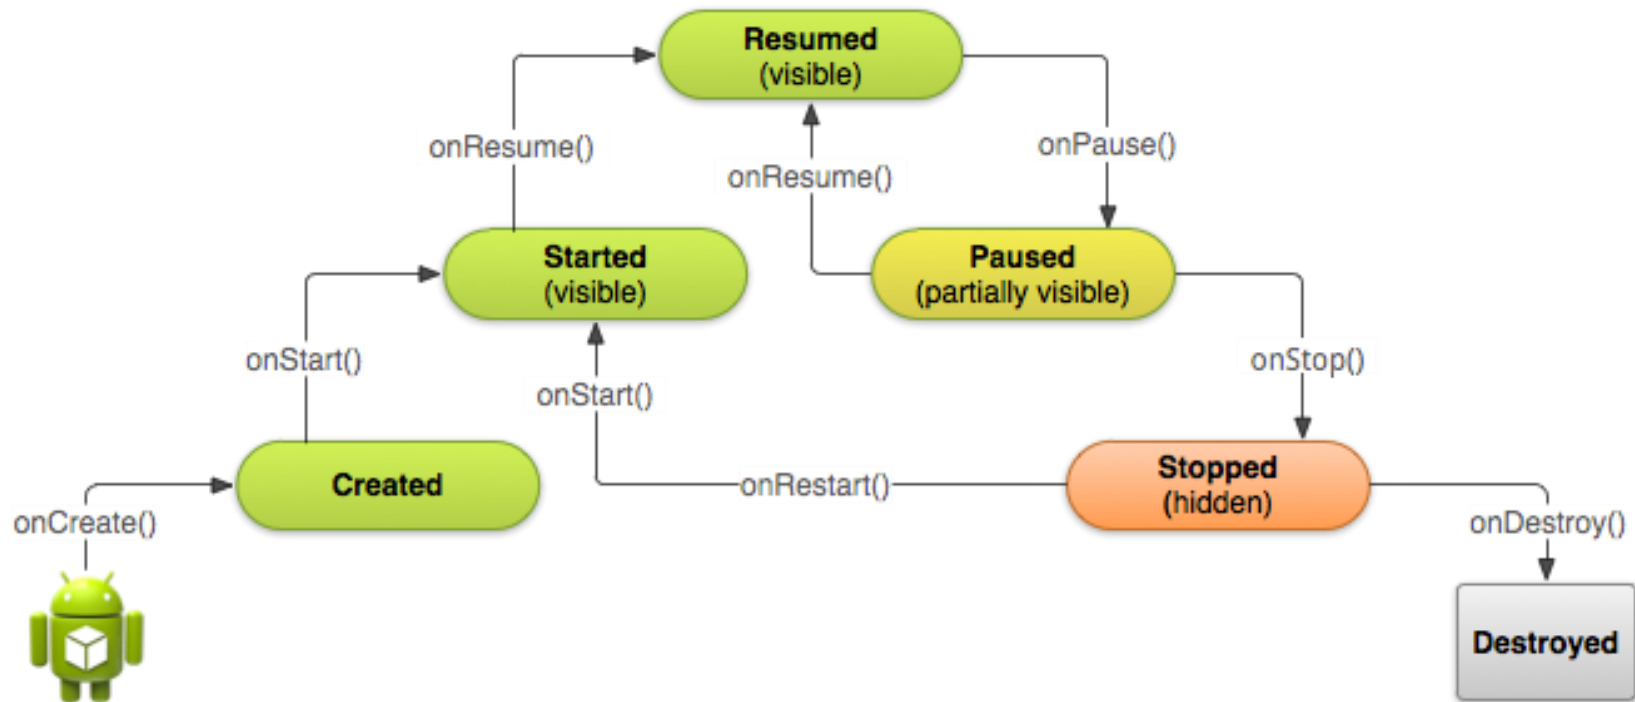 Resumed
(visible)
onResume()
onPause()
onResume()
Started
(visible)
Paused
(partially visible)
onStart()
onStop()
onStart()
Created
Stopped
(hidden)
onRestart()
onCreate()
onDestroy()
Destroyed